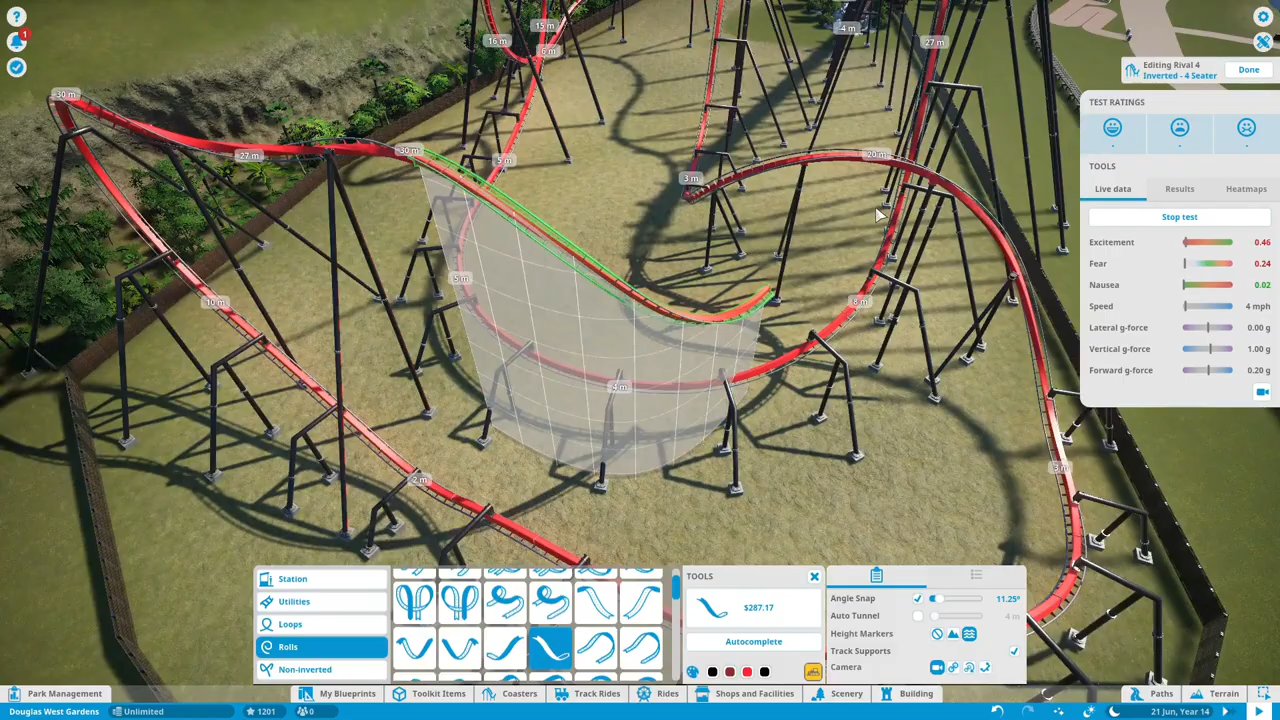 ?
1
15 m
16 m
6 m
4 m
27 m
Editing Rival 4
Inverted - 4 Seater
Done
30 m
27 m
30 m
5 m
20 m
3 m
TEST RATINGS
-
-
-
TOOLS
Live data
Results
Heatmaps
Stop test
Excitement 0.46
Fear 0.24
Nausea 0.02
Speed 4 mph
Lateral g-force 0.00 g
Vertical g-force 1.00 g
Forward g-force 0.20 g
5 m
10 m
8 m
4 m
2 m
Station
Utilities
Loops
Rolls
Non-inverted
TOOLS
$287.17
Autocomplete
Angle Snap 11.25°
Auto Tunnel 4 m
Height Markers
Track Supports
Camera
Park Management
My Blueprints
Toolkit Items
Coasters
Track Rides
Rides
Shops and Facilities
Scenery
Building
Paths
Terrain
Douglas West Gardens
Unlimited
1201
0
21 Jun, Year 14